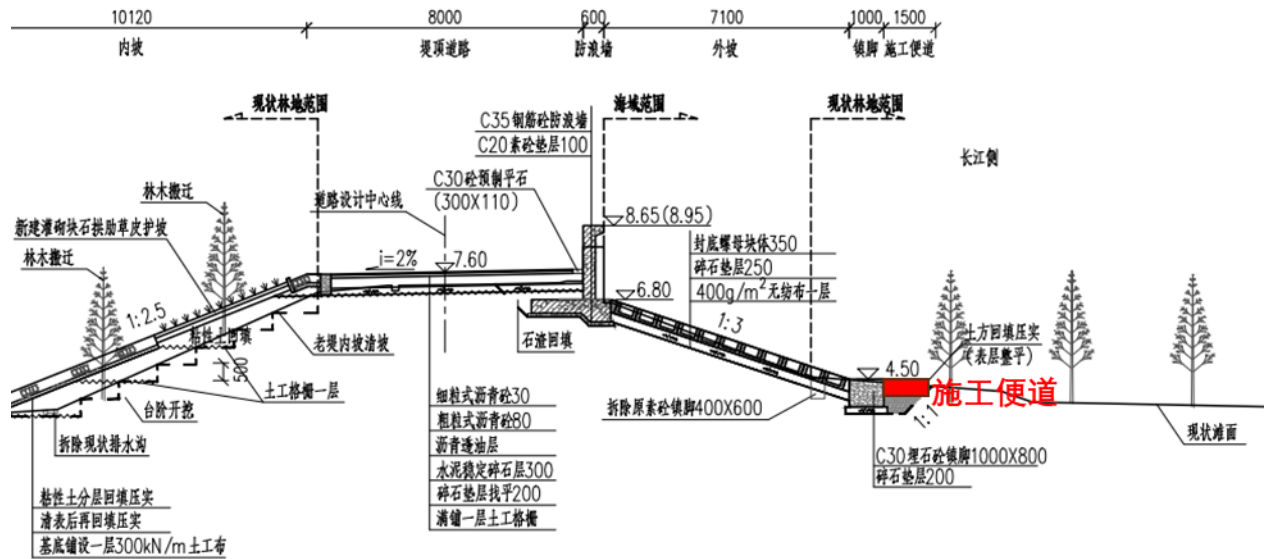 10120
8000
600
7100
1000
1500
内坡
堤顶道路
防浪墙
外坡
镇脚
施工便道
现状林地范围
海域范围
现状林地范围
C35钢筋砼防浪墙
C20素砼垫层100
长江侧
林木搬迁
道路设计中心线
C30砼预制平石
(300X110)
新建灌砌块石拱肋草皮护坡
林木搬迁
8.65(8.95)
封底螺母块体350
碎石垫层250
400g/m²无纺布一层
i=2%
7.60
6.80
1:2.5
1:3
粘性土回填
老堤内坡清坡
石渣回填
土方回填压实
(表层整平)
4.50
施工便道
500
土工格栅一层
台阶开挖
细粒式沥青砼30
粗粒式沥青砼80
沥青透油层
水泥稳定碎石层300
碎石垫层找平200
满铺一层土工格栅
拆除原素砼镇脚400X600
1:1
现状滩面
拆除现状排水沟
C30埋石砼镇脚1000X800
碎石垫层200
粘性土分层回填压实
清表后再回填压实
基底铺设一层300kN/m土工布